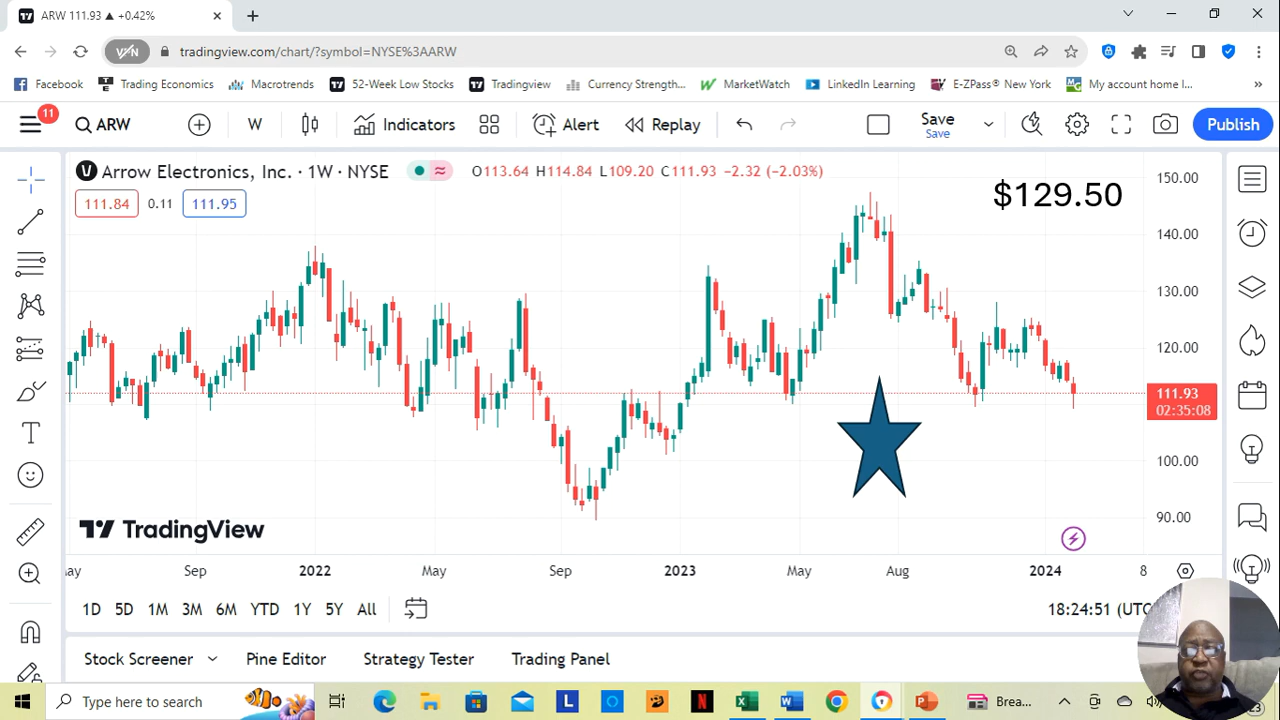 ARW 111.93 ▲ +0.42%
tradingview.com/chart/?symbol=NYSE%3AARW
Facebook
Trading Economics
Macrotrends
52-Week Low Stocks
Tradingview
Currency Strength...
MarketWatch
LinkedIn Learning
E-ZPass® New York
My account home l...
»
11
ARW
W
Indicators
Alert
Replay
Save
Save
Publish
Arrow Electronics, Inc. · 1W · NYSE
O113.64 H114.84 L109.20 C111.93 -2.32 (-2.03%)
111.84
0.11
111.95
$129.50
150.00
140.00
130.00
120.00
111.93
02:35:08
100.00
90.00
TradingView
ay
Sep
2022
May
Sep
2023
May
Aug
2024
8
1D 5D 1M 3M 6M YTD 1Y 5Y All
18:24:51 (UTC
Stock Screener
Pine Editor
Strategy Tester
Trading Panel
Type here to search
Brea...
23